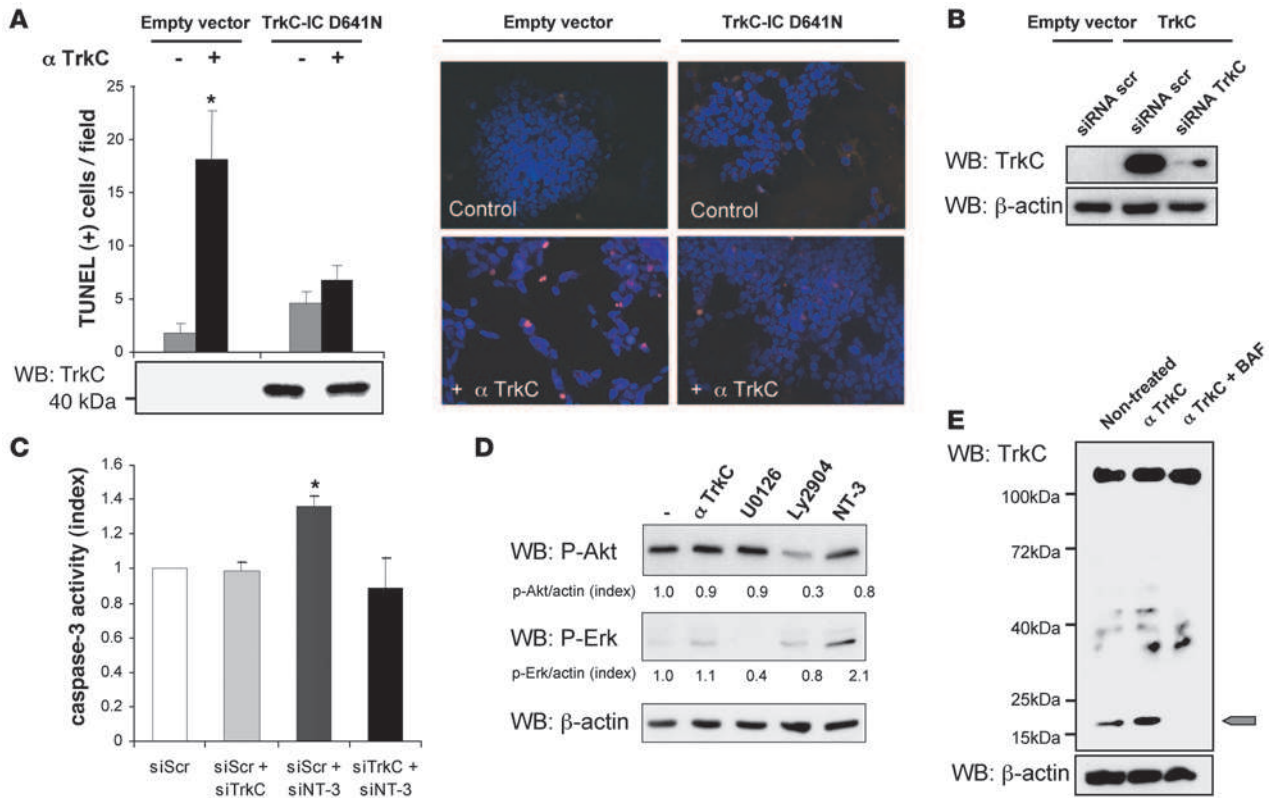 A
Empty vector
TrkC-IC D641N
α TrkC
- + - +
TUNEL (+) cells / field
25
20
15
10
5
0
*
WB: TrkC
40 kDa
Empty vector
TrkC-IC D641N
Control
Control
+ α TrkC
+ α TrkC
B
Empty vector
TrkC
siRNA scr
siRNA scr
siRNA TrkC
WB: TrkC
WB: β-actin
C
caspase-3 activity (index)
1.6
1.4
1.2
1
0.8
0.6
0.4
0.2
0
*
siScr
siScr +
siTrkC
siScr +
siNT-3
siTrkC +
siNT-3
D
-
α TrkC
U0126
Ly2904
NT-3
WB: P-Akt
p-Akt/actin (index) 1.0 0.9 0.9 0.3 0.8
WB: P-Erk
p-Erk/actin (index) 1.0 1.1 0.4 0.8 2.1
WB: β-actin
E
Non-treated
α TrkC
α TrkC + BAF
WB: TrkC
100kDa
72kDa
40kDa
25kDa
15kDa
WB: β-actin